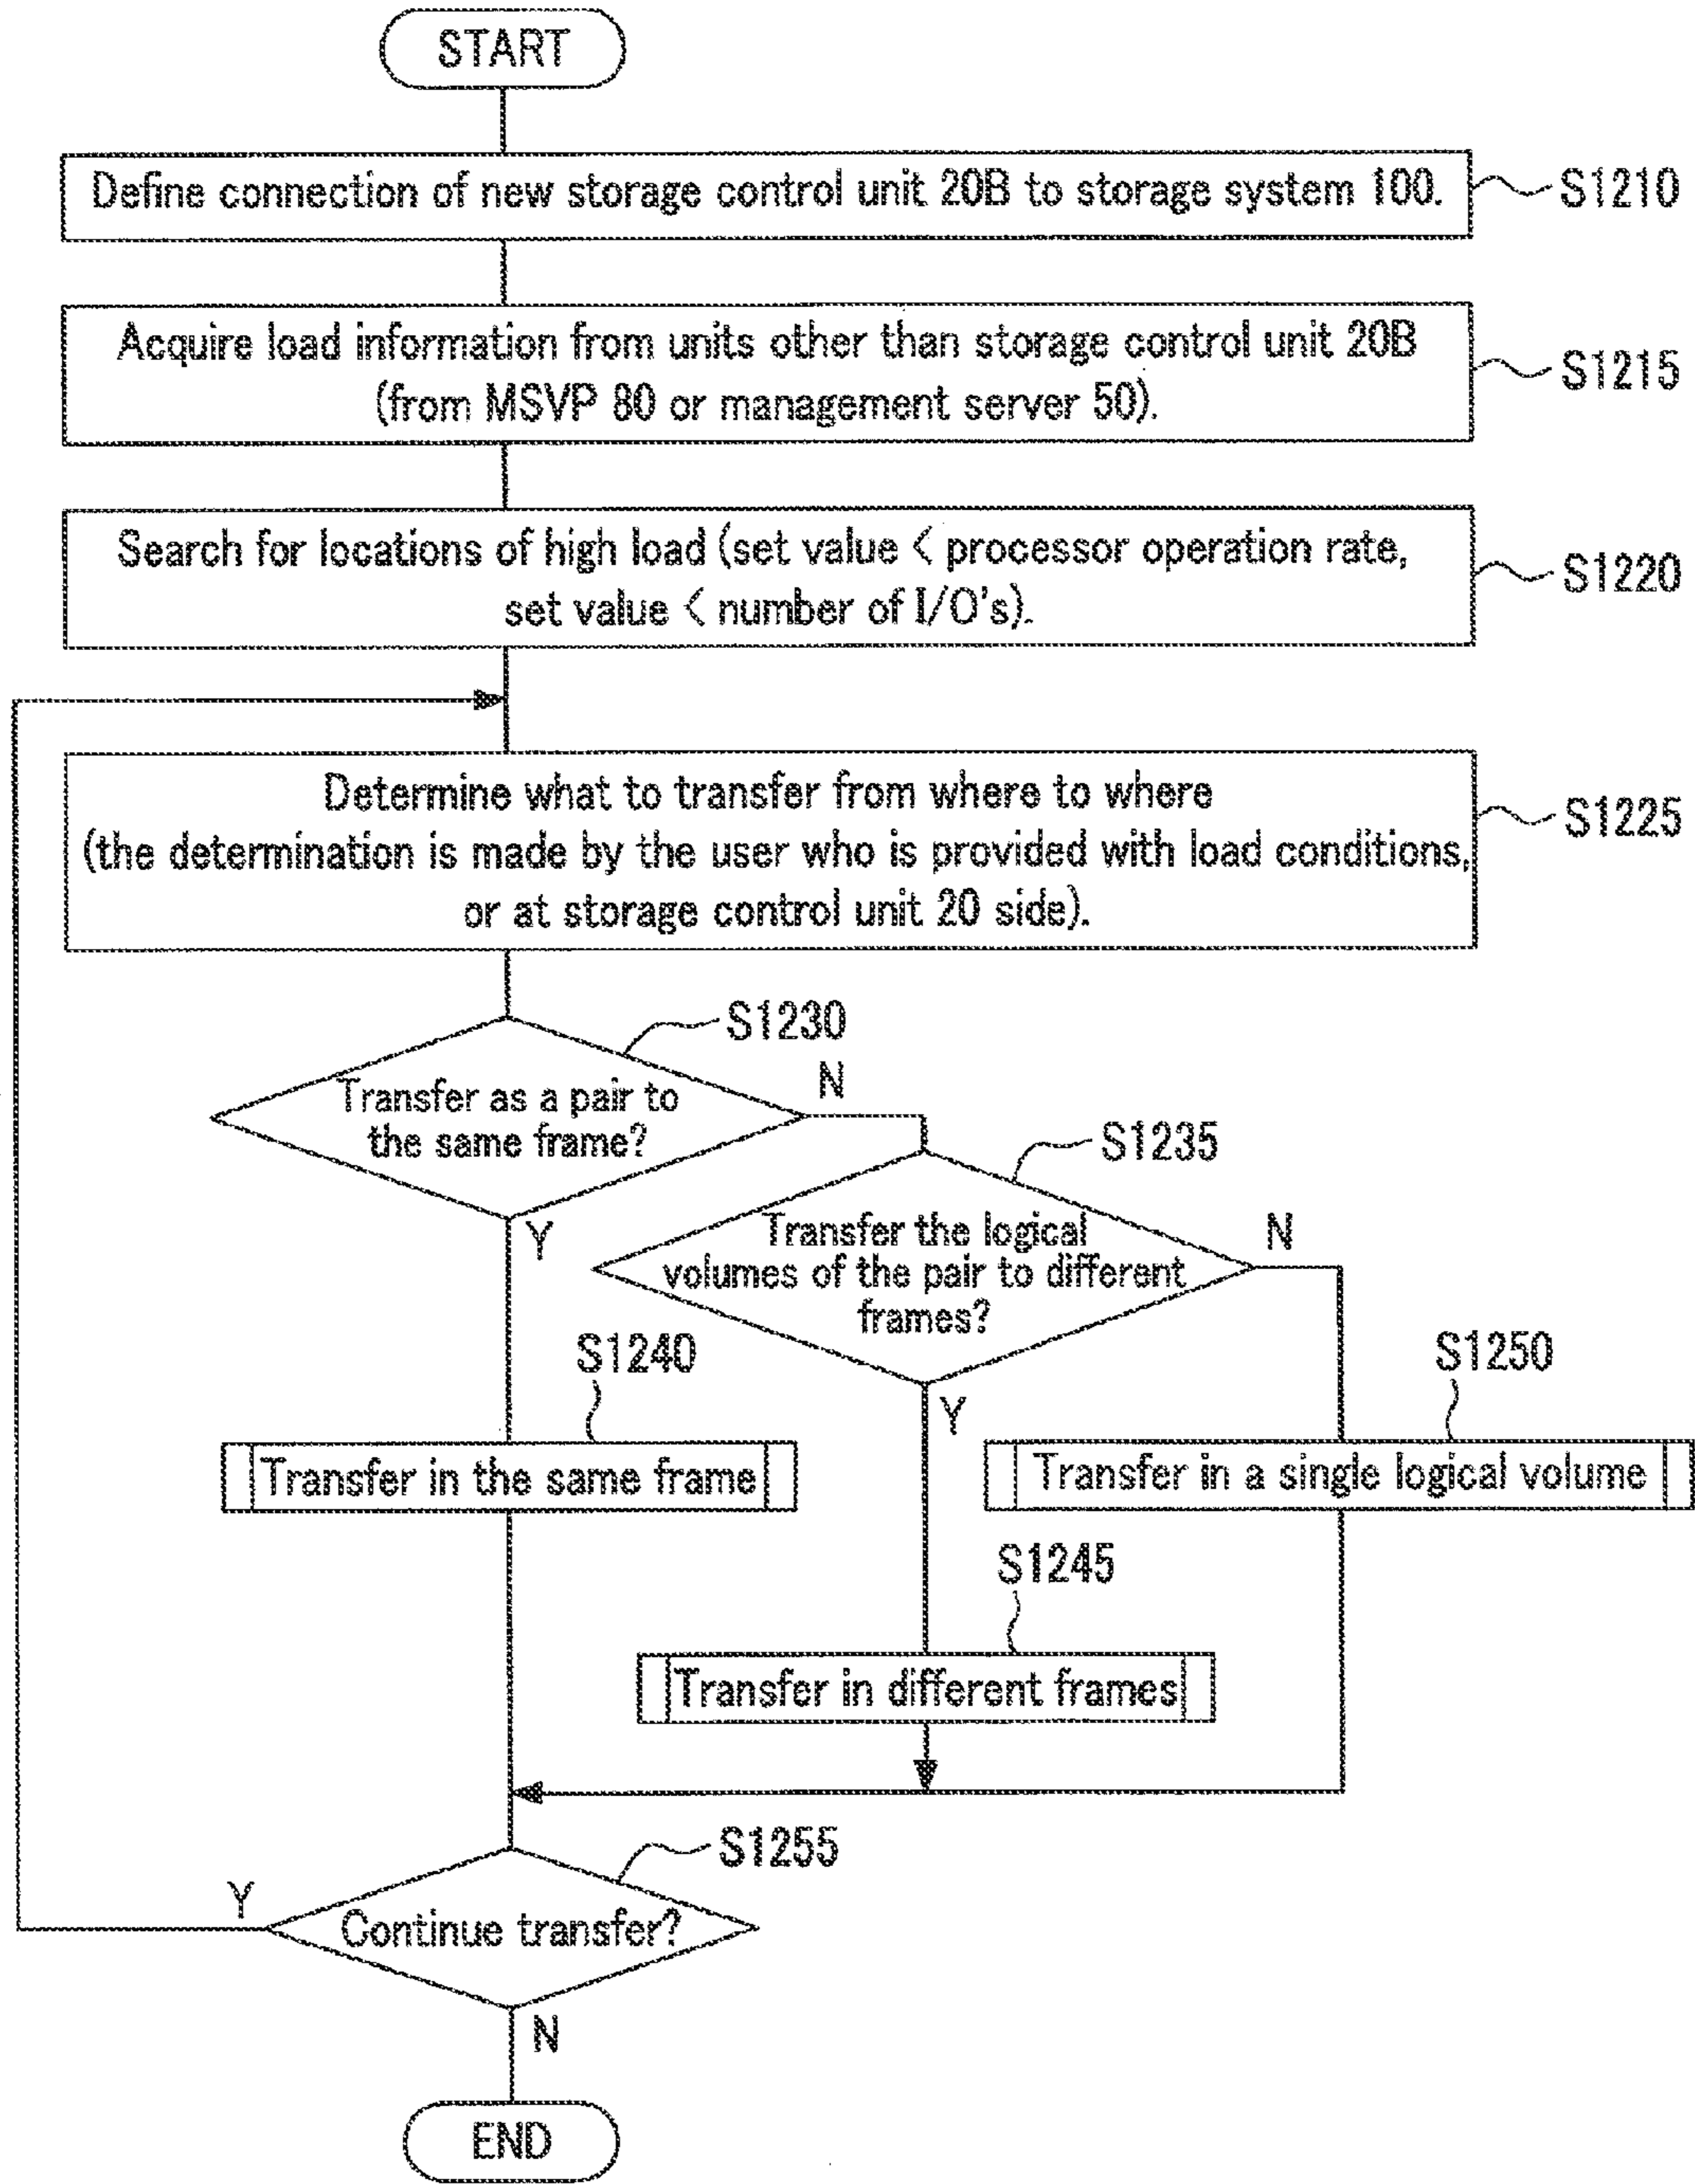 START
Define connection of new storage control unit 20B to storage system 100.
S1210
Acquire load information from units other than storage control unit 20B
(from MSVP 80 or management server 50).
S1215
Search for locations of high load (set value < processor operation rate,
set value < number of I/O's).
S1220
Determine what to transfer from where to where
(the determination is made by the user who is provided with load conditions,
or at storage control unit 20 side).
S1225
S1230
Transfer as a pair to
the same frame?
N
Y
S1235
Transfer the logical
volumes of the pair to different
frames?
N
Y
S1240
Transfer in the same frame
S1250
Transfer in a single logical volume
S1245
Transfer in different frames
S1255
Continue transfer?
Y
N
END